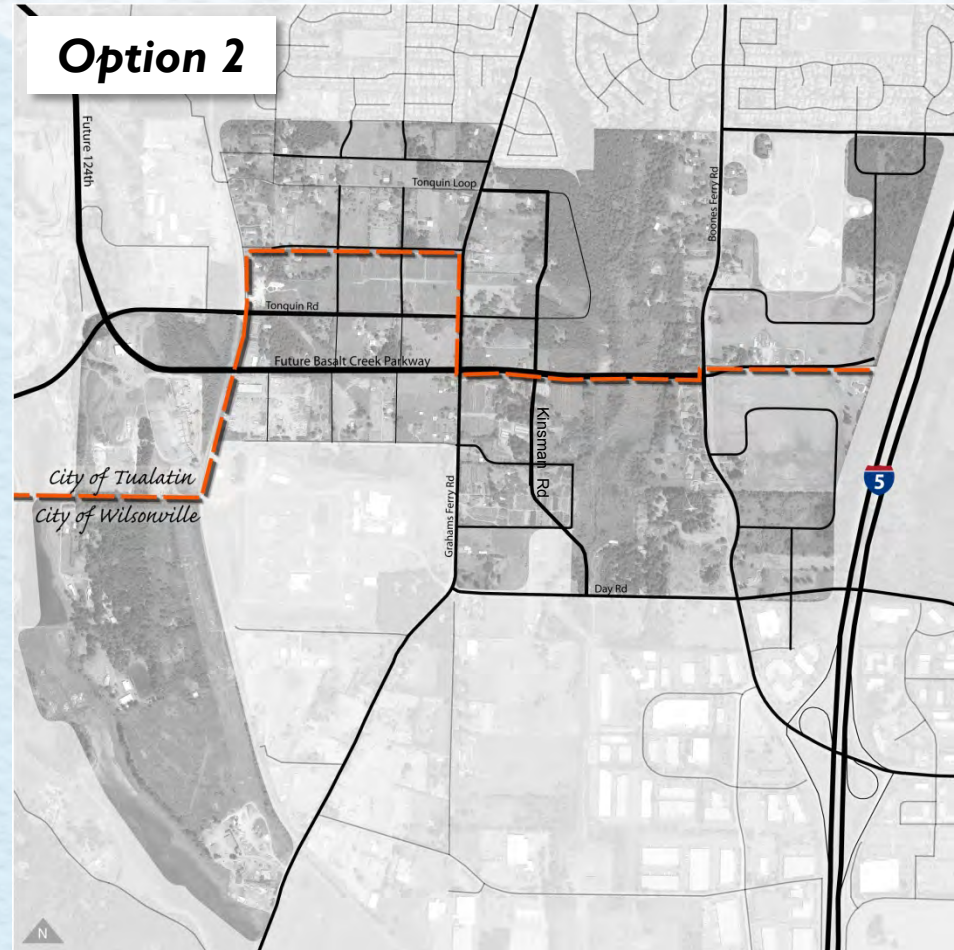 Option 2
Future 124th
Tonquin Loop
Boones Ferry Rd
Tonquin Rd
Future Basalt Creek Parkway
Kinsman Rd
City of Tualatin
City of Wilsonville
5
Grahams Ferry Rd
Day Rd
N